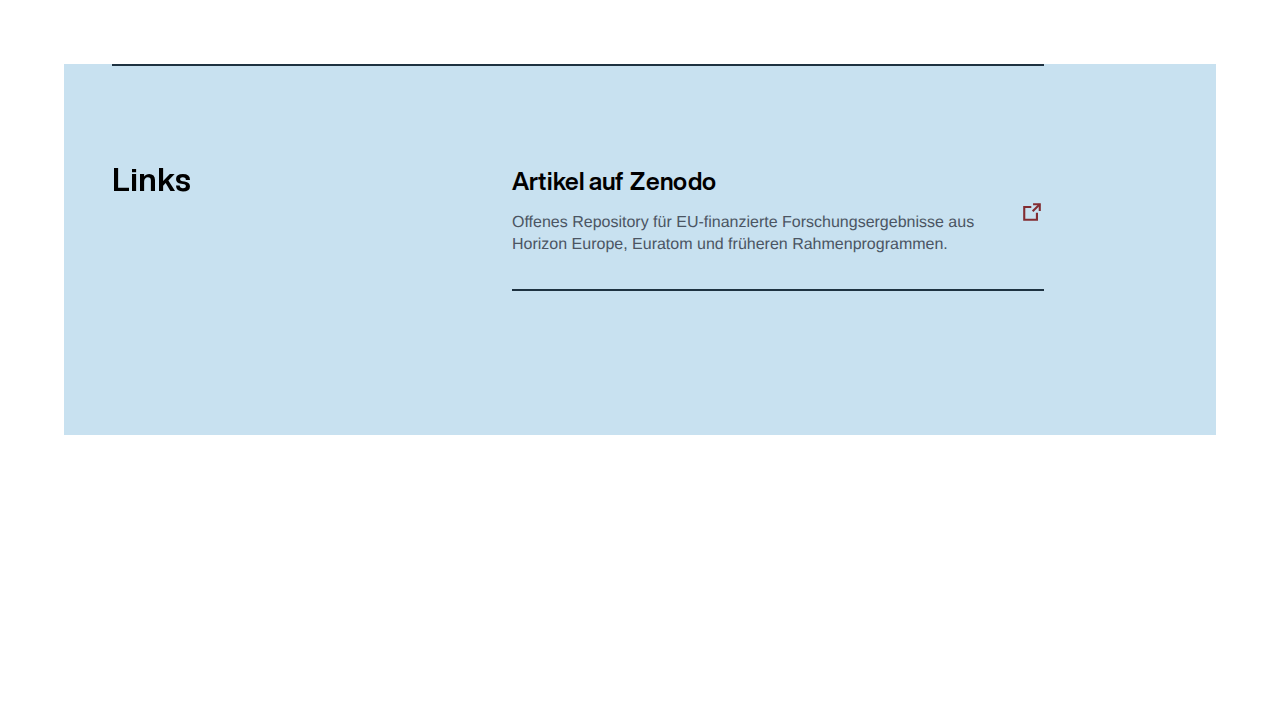 Links
Artikel auf Zenodo
Offenes Repository für EU-finanzierte Forschungsergebnisse aus
Horizon Europe, Euratom und früheren Rahmenprogrammen.